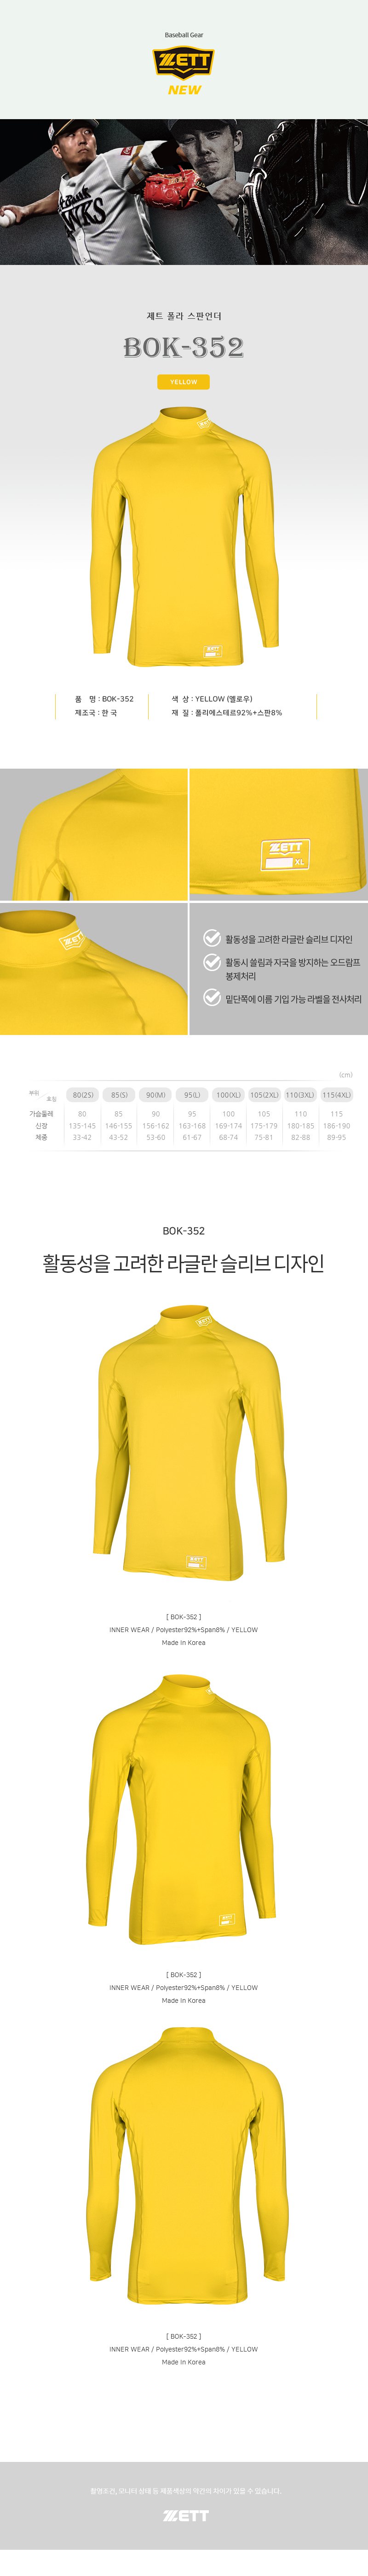 Baseball Gear
ZETT
NEW
제트 폴라 스판언더
BOK-352
YELLOW
ZETT
ZETT
품 명 : BOK-352
색 상 : YELLOW (옐로우)
제조국 : 한 국
재 질 : 폴리에스테르92%+스판8%
ZETT
XL
ZETT
활동성을 고려한 라글란 슬리브 디자인
활동시 쓸림과 자국을 방지하는 오드람프
봉제처리
밑단쪽에 이름 기입 가능 라벨을 전사처리
(cm)
부위 호칭 80(2S) 85(S) 90(M) 95(L) 100(XL) 105(2XL) 110(3XL) 115(4XL)
가슴둘레 80 85 90 95 100 105 110 115
신장 135-145 146-155 156-162 163-168 169-174 175-179 180-185 186-190
체중 33-42 43-52 53-60 61-67 68-74 75-81 82-88 89-95
BOK-352
활동성을 고려한 라글란 슬리브 디자인
ZETT
ZETT
[ BOK-352 ]
INNER WEAR / Polyester92%+Span8% / YELLOW
Made In Korea
ZETT
[ BOK-352 ]
INNER WEAR / Polyester92%+Span8% / YELLOW
Made In Korea
[ BOK-352 ]
INNER WEAR / Polyester92%+Span8% / YELLOW
Made In Korea
촬영조건, 모니터 상태 등 제품색상의 약간의 차이가 있을 수 있습니다.
ZETT